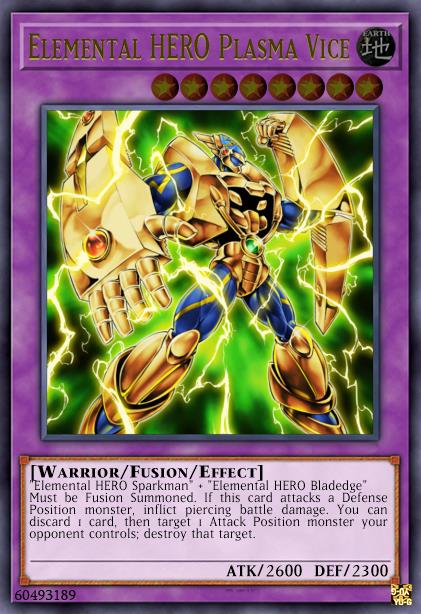 Elemental HERO Plasma Vice
EARTH
地
[Warrior/Fusion/Effect]
"Elemental HERO Sparkman" + "Elemental HERO Bladedge"
Must be Fusion Summoned. If this card attacks a Defense
Position monster, inflict piercing battle damage. You can
discard 1 card, then target 1 Attack Position monster your
opponent controls; destroy that target.
ATK/2600 DEF/2300
60493189